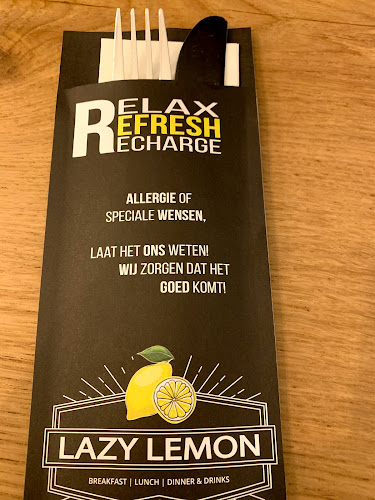 RELAX
REFRESH
RECHARGE
ALLERGIE OF
SPECIALE WENSEN,
LAAT HET ONS WETEN!
WIJ ZORGEN DAT HET
GOED KOMT!
LAZY LEMON
BREAKFAST | LUNCH | DINNER & DRINKS